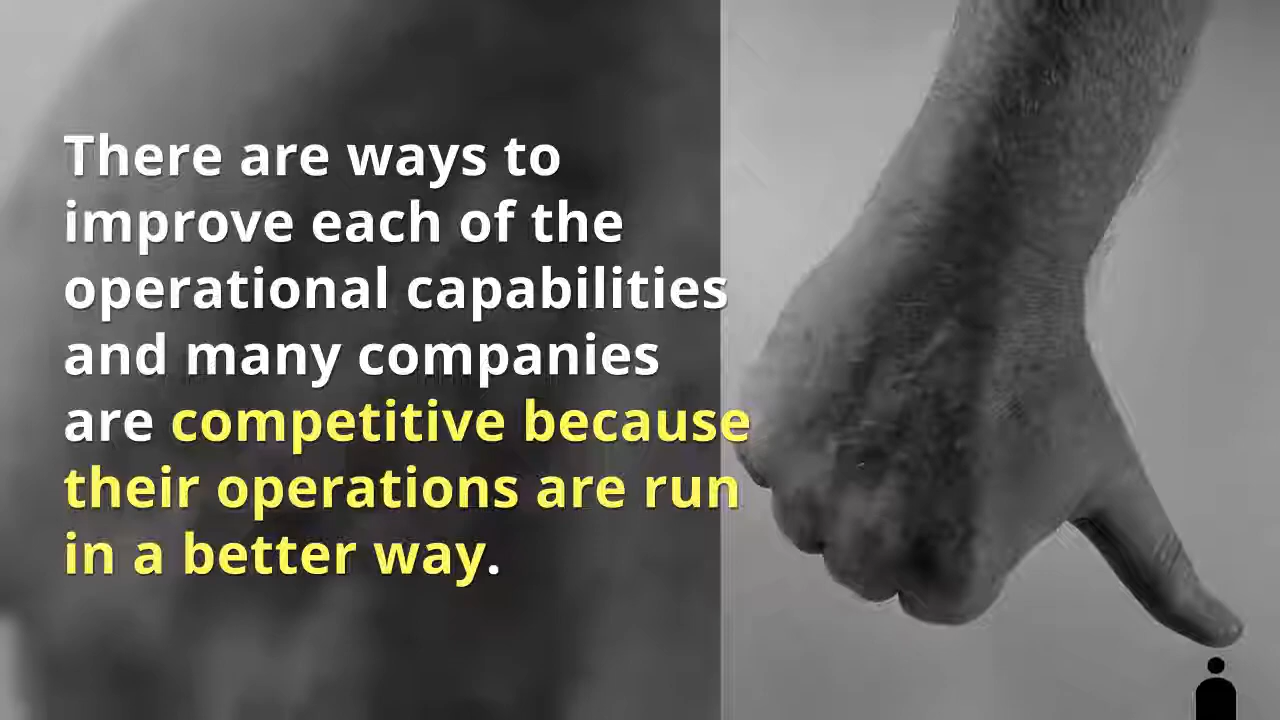 There are ways to
improve each of the
operational capabilities
and many companies
are competitive because
their operations are run
in a better way.